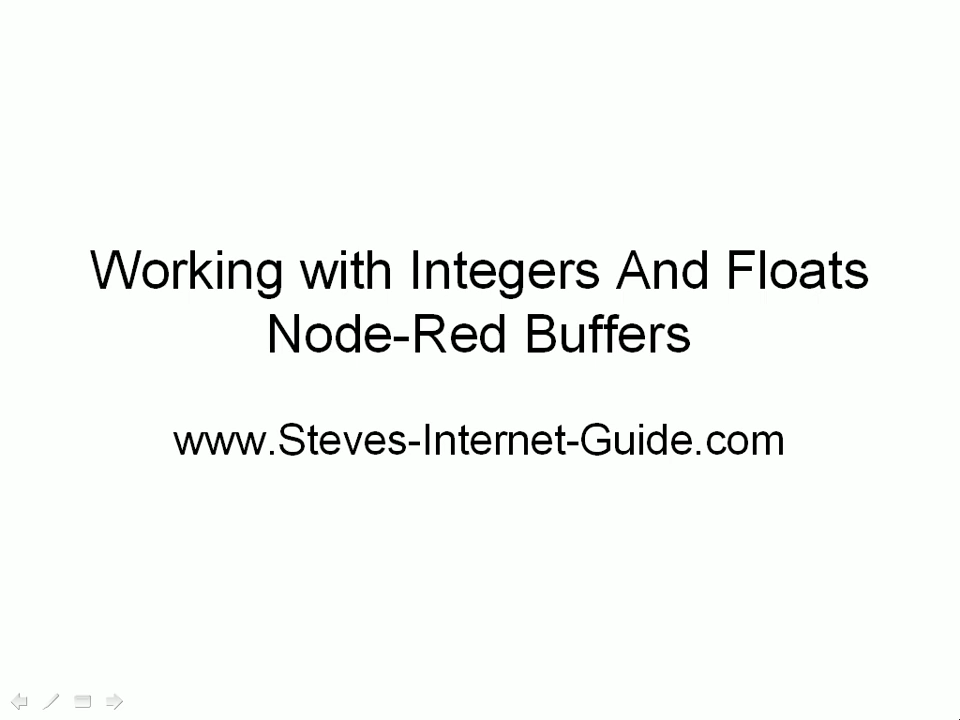 Working with Integers And Floats
Node-Red Buffers
www.Steves-Internet-Guide.com